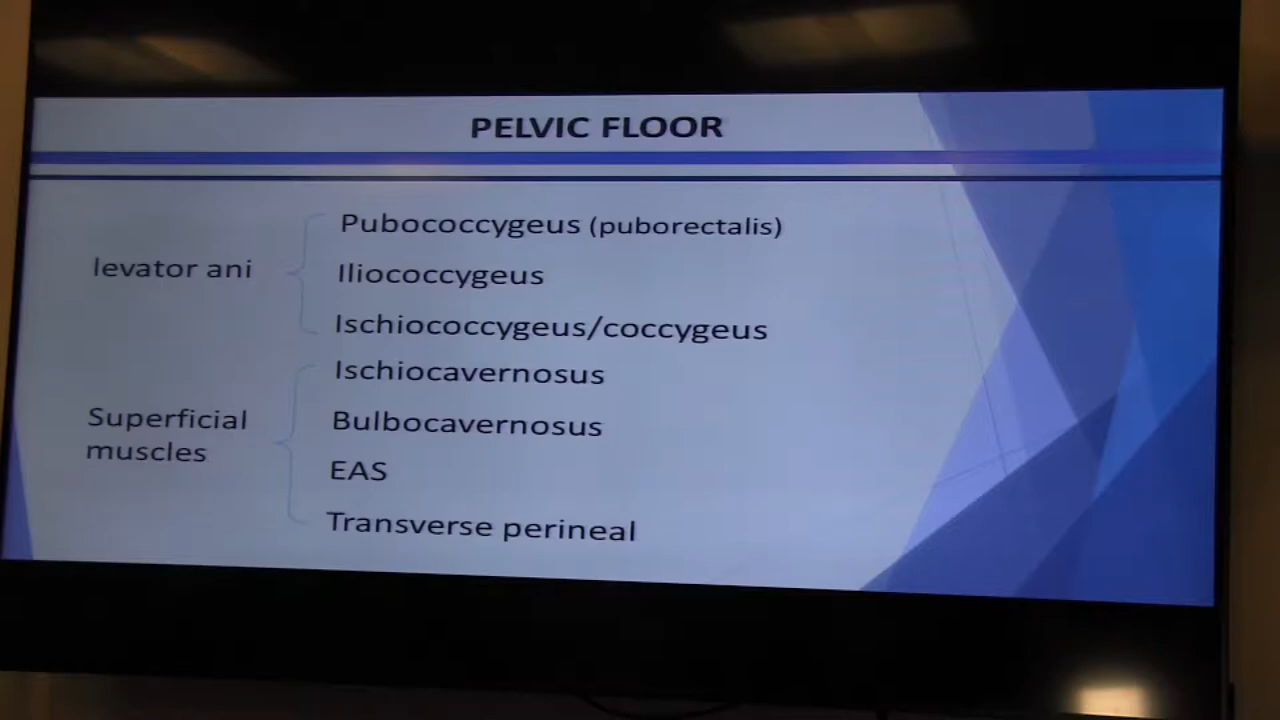 PELVIC FLOOR
levator ani
Pubococcygeus (puborectalis)
Iliococcygeus
Ischiococcygeus/coccygeus
Superficial
muscles
Ischiocavernosus
Bulbocavernosus
EAS
Transverse perineal